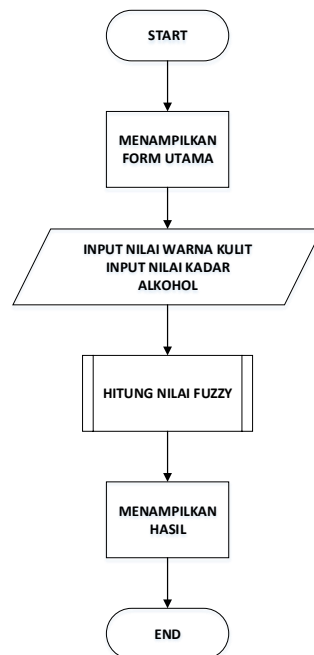 START
MENAMPILKAN
FORM UTAMA
INPUT NILAI WARNA KULIT
INPUT NILAI KADAR
ALKOHOL
HITUNG NILAI FUZZY
MENAMPILKAN
HASIL
END